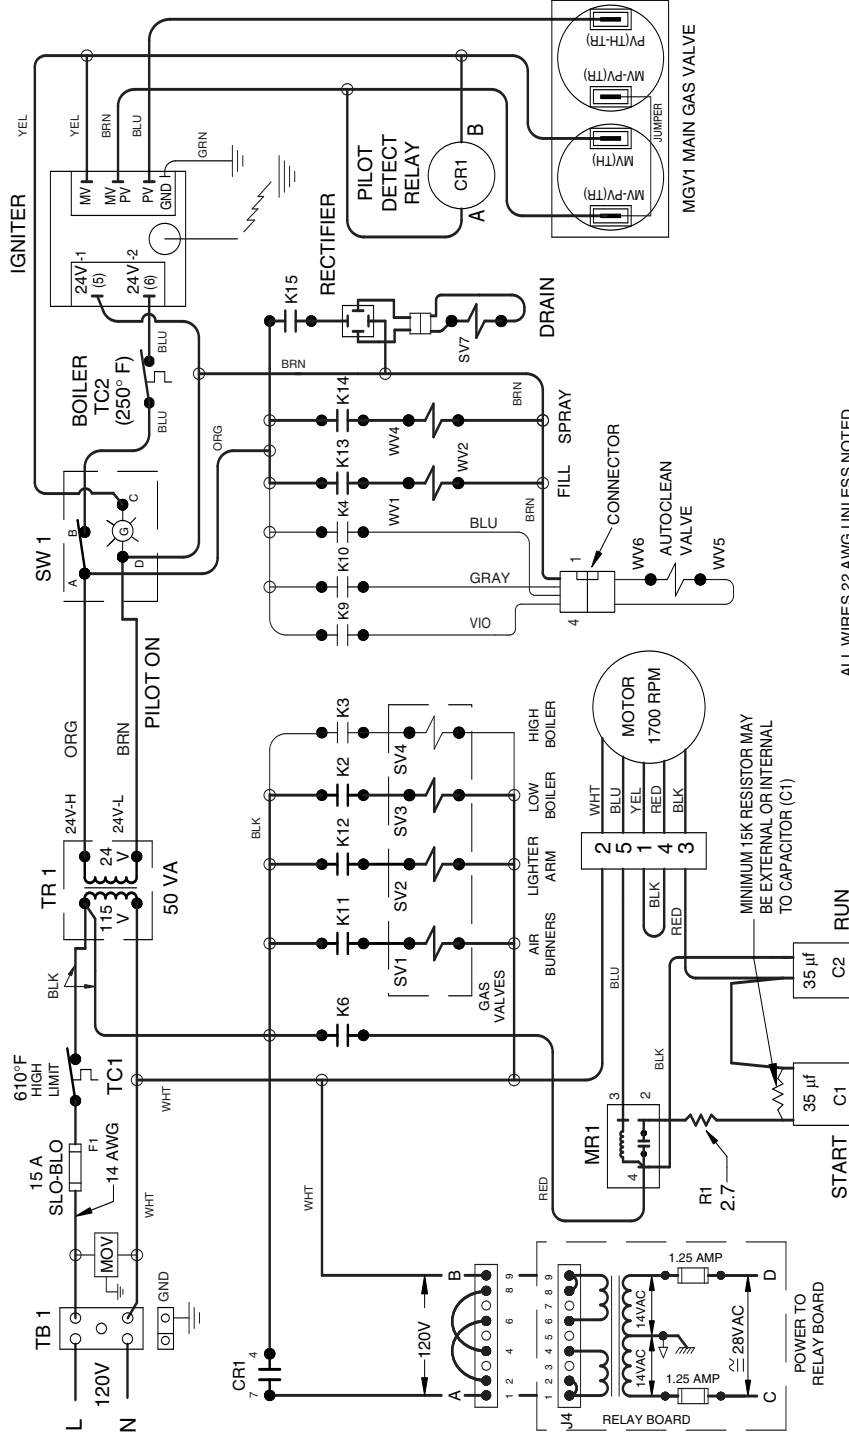 L
N
120V
TB 1
GND
MOV
15 A
SLO-BLO
F1
14 AWG
WHT
610°F
HIGH
LIMIT
TC1
WHT
BLK
TR 1
115
V
24
V
50 VA
24V-H
24V-L
ORG
BRN
PILOT ON
SW 1
A
B
C
D
G
BOILER
TC2
(250° F)
BLU
BLU
IGNITER
24V-1
(5)
24V-2
(6)
MV
MV
PV
PV
GND
GRN
YEL
YEL
BRN
BLU
CR1
7
4
BLK
K6
K11
K12
K2
K3
SV1
SV2
SV3
SV4
GAS
VALVES
AIR
BURNERS
LIGHTER
ARM
LOW
BOILER
HIGH
BOILER
ORG
BRN
K9
K10
K4
K13
K14
K15
VIO
GRAY
BLU
WV1
WV2
WV4
BRN
BRN
FILL
SPRAY
RECTIFIER
SV7
DRAIN
CONNECTOR
4
1
WV6
AUTOCLEAN
VALVE
WV5
PILOT
DETECT
RELAY
CR1
A
B
MV-PV(TR)
MV(TH)
MV-PV(TR)
PV(TH-TR)
JUMPER
MGV1 MAIN GAS VALVE
WHT
RED
120V
A
B
1
2
4
6
8
9
J4
1
2
3
4
5
6
7
8
9
RELAY BOARD
14VAC
14VAC
1.25 AMP
1.25 AMP
≅28VAC
C
D
POWER TO
RELAY BOARD
MR1
3
2
4
R1
2.7
BLU
BLK
RED
BLK
2
5
1
4
3
WHT
BLU
YEL
RED
BLK
MOTOR
1700 RPM
MINIMUM 15K RESISTOR MAY
BE EXTERNAL OR INTERNAL
TO CAPACITOR (C1)
START
35 µf
C1
35 µf
C2
RUN
ALL WIRES 22 AWG UNLESS NOTED